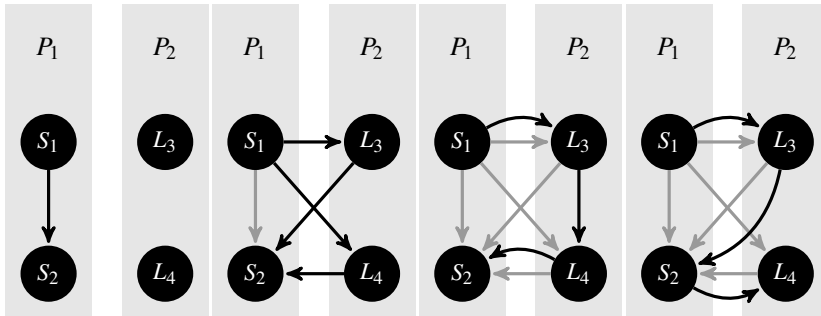 P₁ P₂ P₁ P₂ P₁ P₂ P₁ P₂
S₁ L₃ S₁ L₃ S₁ L₃ S₁ L₃
S₂ L₄ S₂ L₄ S₂ L₄ S₂ L₄